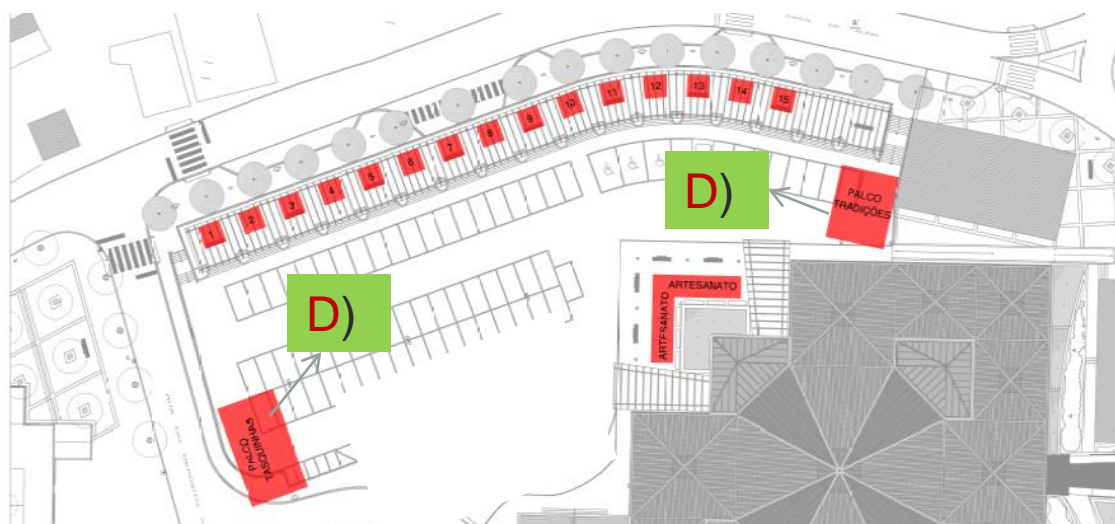 1
2
3
4
5
6
7
8
9
10
11
12
13
14
15
D)
PALCO
TRADIÇÕES
D)
ARTESANATO
ARTESANATO
PALCO
TASQUINHAS